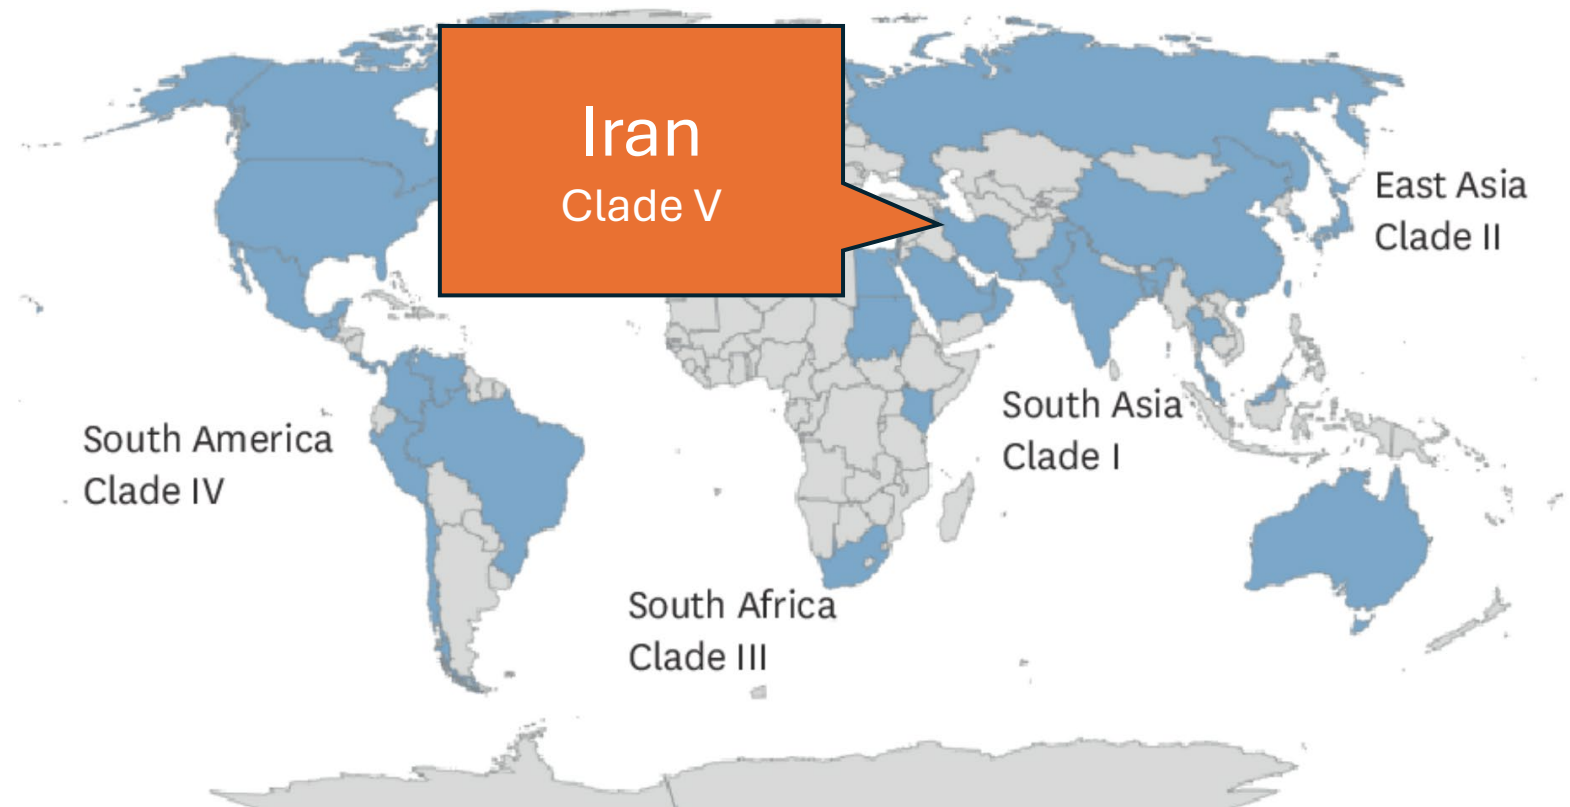 Iran
Clade V
East Asia
Clade II
South Asia
Clade I
South America
Clade IV
South Africa
Clade III